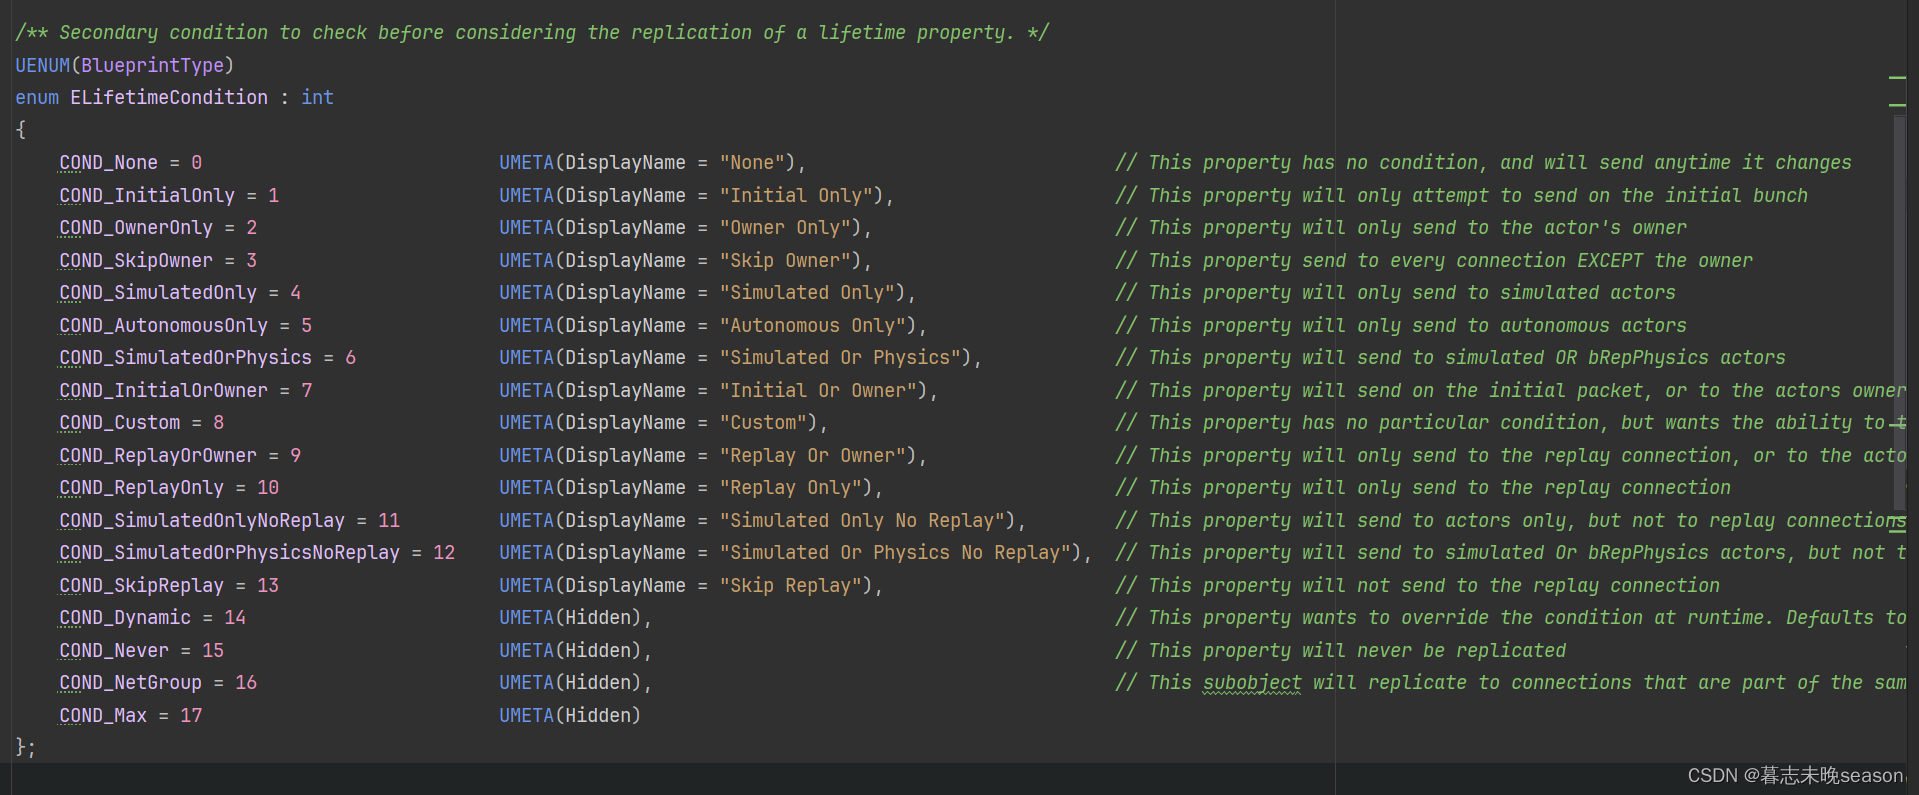 /** Secondary condition to check before considering the replication of a lifetime property. */
UENUM(BlueprintType)
enum ELifetimeCondition : int
{
COND_None = 0 UMETA(DisplayName = "None"), // This property has no condition, and will send anytime it changes
COND_InitialOnly = 1 UMETA(DisplayName = "Initial Only"), // This property will only attempt to send on the initial bunch
COND_OwnerOnly = 2 UMETA(DisplayName = "Owner Only"), // This property will only send to the actor's owner
COND_SkipOwner = 3 UMETA(DisplayName = "Skip Owner"), // This property send to every connection EXCEPT the owner
COND_SimulatedOnly = 4 UMETA(DisplayName = "Simulated Only"), // This property will only send to simulated actors
COND_AutonomousOnly = 5 UMETA(DisplayName = "Autonomous Only"), // This property will only send to autonomous actors
COND_SimulatedOrPhysics = 6 UMETA(DisplayName = "Simulated Or Physics"), // This property will send to simulated OR bRepPhysics actors
COND_InitialOrOwner = 7 UMETA(DisplayName = "Initial Or Owner"), // This property will send on the initial packet, or to the actors owner
COND_Custom = 8 UMETA(DisplayName = "Custom"), // This property has no particular condition, but wants the ability to t
COND_ReplayOrOwner = 9 UMETA(DisplayName = "Replay Or Owner"), // This property will only send to the replay connection, or to the acto
COND_ReplayOnly = 10 UMETA(DisplayName = "Replay Only"), // This property will only send to the replay connection
COND_SimulatedOnlyNoReplay = 11 UMETA(DisplayName = "Simulated Only No Replay"), // This property will send to actors only, but not to replay connections
COND_SimulatedOrPhysicsNoReplay = 12 UMETA(DisplayName = "Simulated Or Physics No Replay"), // This property will send to simulated Or bRepPhysics actors, but not t
COND_SkipReplay = 13 UMETA(DisplayName = "Skip Replay"), // This property will not send to the replay connection
COND_Dynamic = 14 UMETA(Hidden), // This property wants to override the condition at runtime. Defaults to
COND_Never = 15 UMETA(Hidden), // This property will never be replicated
COND_NetGroup = 16 UMETA(Hidden), // This subobject will replicate to connections that are part of the sam
COND_Max = 17 UMETA(Hidden)
};
CSDN @暮志未晚season